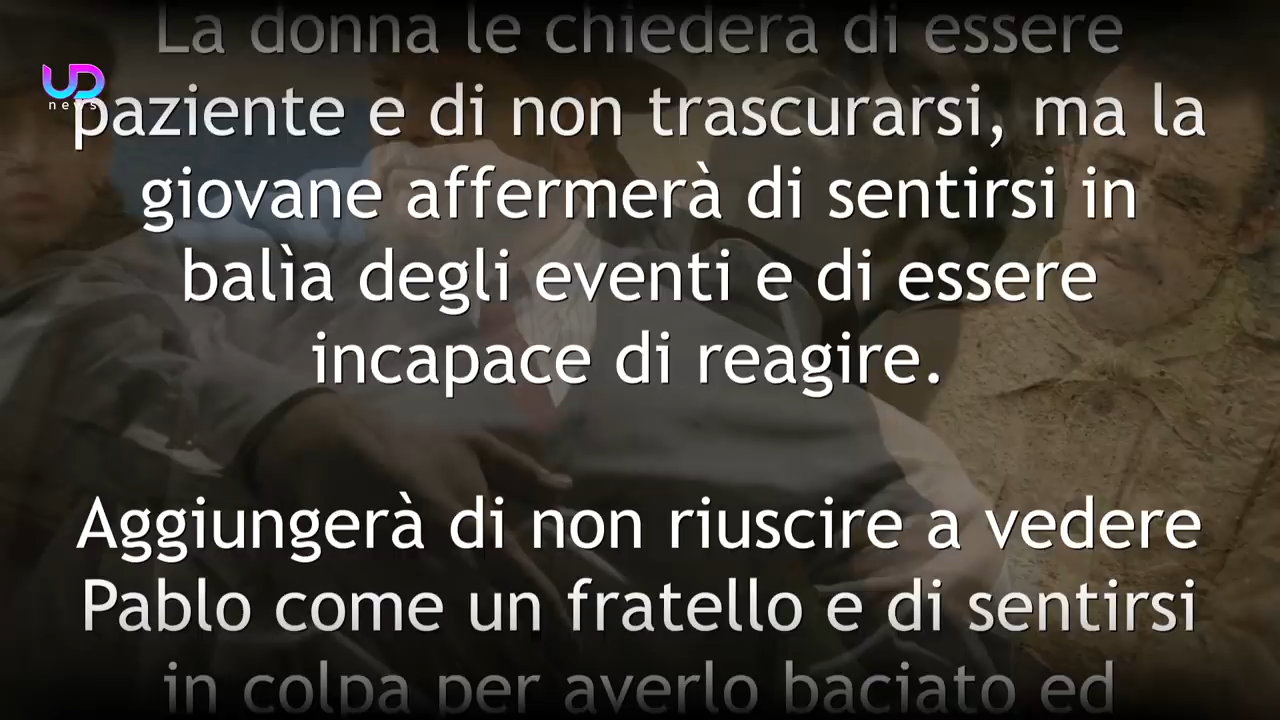 La donna le chiederà di essere
UD
news
paziente e di non trascurarsi, ma la
giovane affermerà di sentirsi in
balìa degli eventi e di essere
incapace di reagire.
Aggiungerà di non riuscire a vedere
Pablo come un fratello e di sentirsi
in colpa per averlo baciato ed